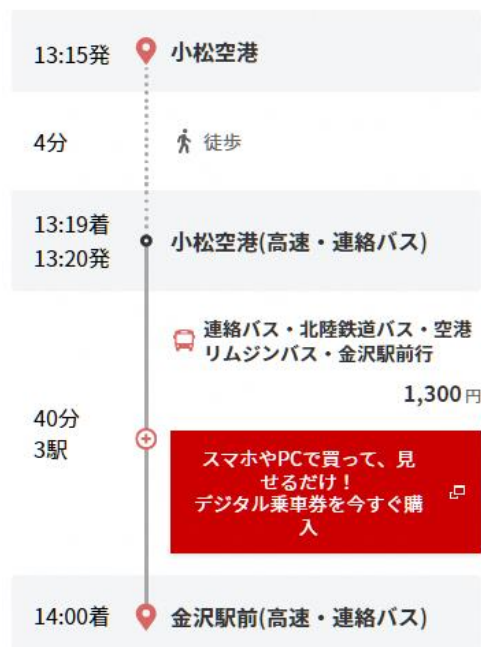 13:15発 小松空港
4分 徒歩
13:19着
13:20発
小松空港(高速・連絡バス)
連絡バス・北陸鉄道バス・空港
リムジンバス・金沢駅前行
1,300円
40分
3駅
スマホやPCで買って、見
せるだけ！
デジタル乗車券を今すぐ購
入
14:00着 金沢駅前(高速・連絡バス)